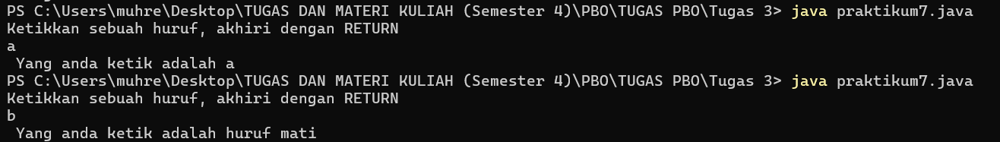 PS C:\Users\muhre\Desktop\TUGAS DAN MATERI KULIAH (Semester 4)\PBO\TUGAS PBO\Tugas 3> java praktikum7.java
Ketikkan sebuah huruf, akhiri dengan RETURN
a
 Yang anda ketik adalah a
PS C:\Users\muhre\Desktop\TUGAS DAN MATERI KULIAH (Semester 4)\PBO\TUGAS PBO\Tugas 3> java praktikum7.java
Ketikkan sebuah huruf, akhiri dengan RETURN
b
 Yang anda ketik adalah huruf mati